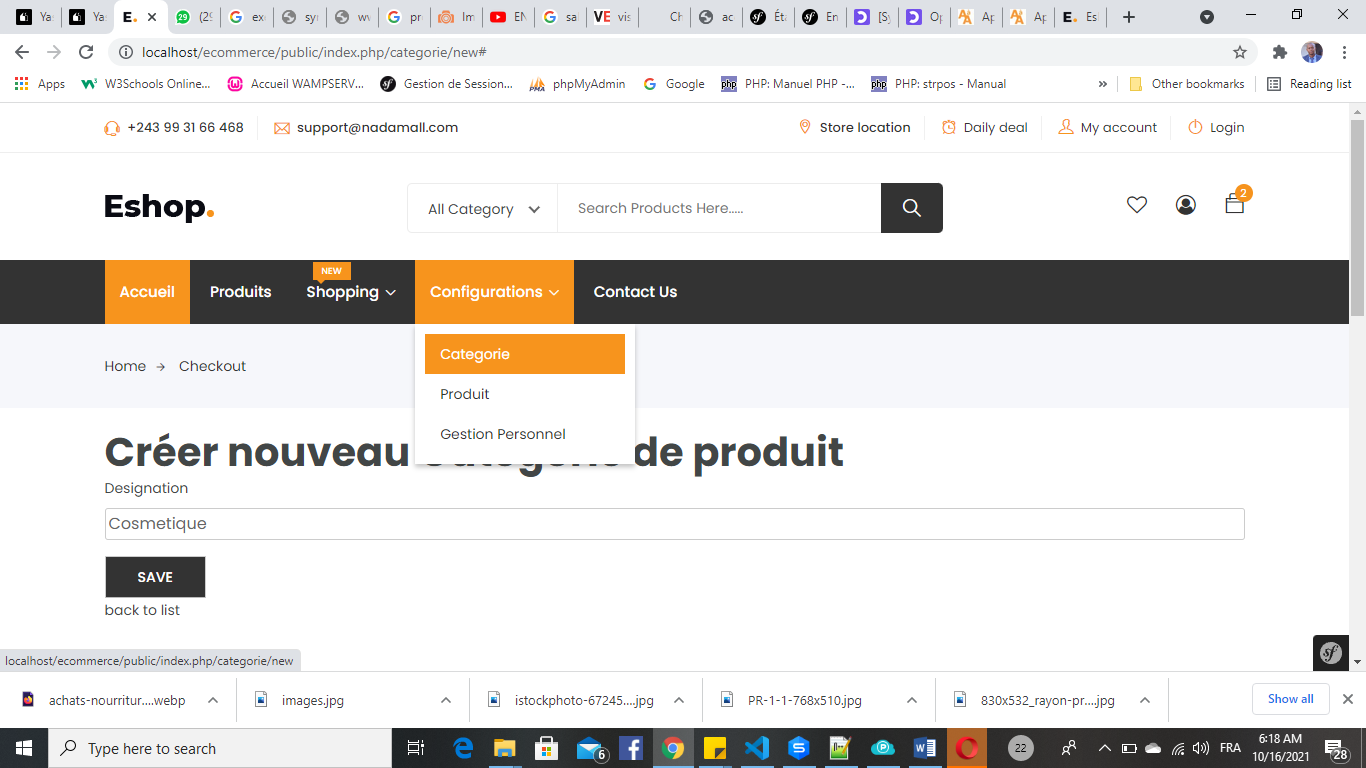 Ya
Ya
E.
(29
exe
syn
wv
pr
Im
EN
sa
VE vis
Ch
ac
Éta
En
[Sy
Op
Ap
Ap
E. Esh
localhost/ecommerce/public/index.php/categorie/new#
Apps W3Schools Online... Accueil WAMPSERV... Gestion de Session... phpMyAdmin Google PHP: Manuel PHP -... PHP: strpos - Manual » Other bookmarks Reading list
+243 99 31 66 468 support@nadamall.com Store location Daily deal My account Login
Eshop. All Category Search Products Here..... 2
NEW
Accueil Produits Shopping Configurations Contact Us
Categorie
Home → Checkout
Produit
Gestion Personnel
Créer nouveau Categorie de produit
Designation
Cosmetique
SAVE
back to list
localhost/ecommerce/public/index.php/categorie/new
achats-nourritur....webp images.jpg istockphoto-67245....jpg PR-1-1-768x510.jpg 830x532_rayon-pr....jpg Show all
Type here to search 6 22 FRA 6:18 AM
10/16/2021 28